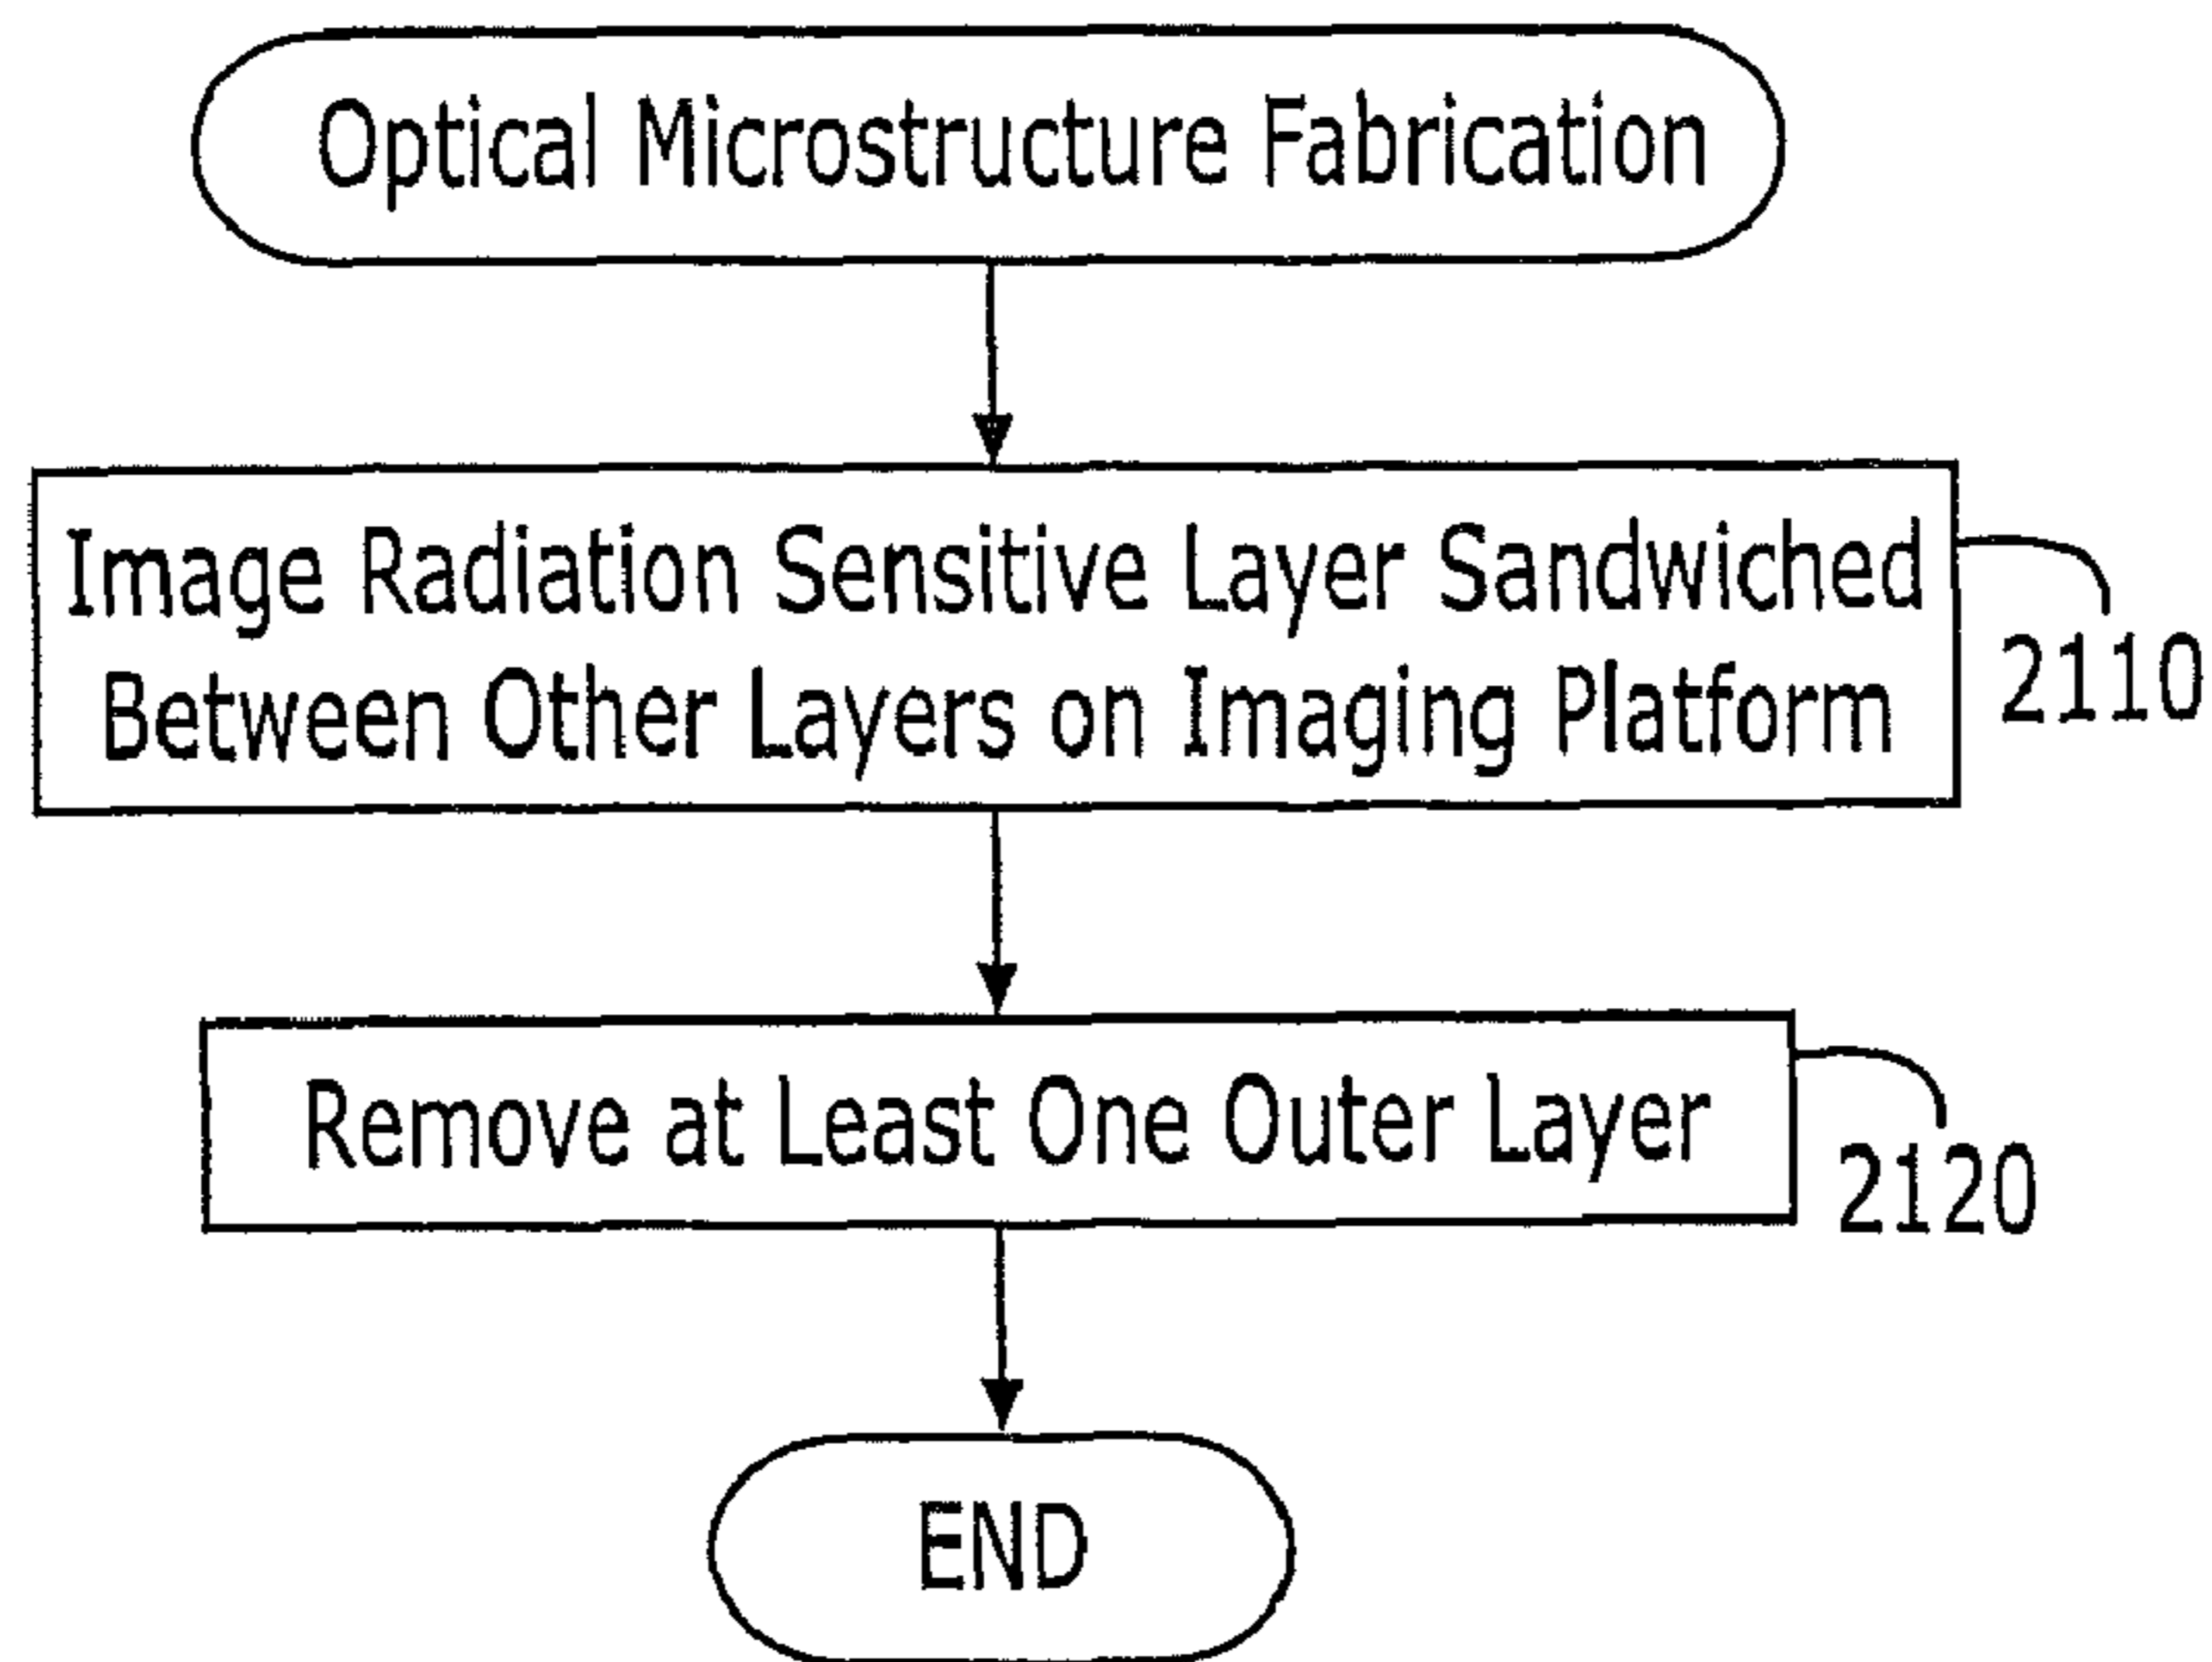 Optical Microstructure Fabrication
Image Radiation Sensitive Layer Sandwiched
Between Other Layers on Imaging Platform
2110
Remove at Least One Outer Layer
2120
END